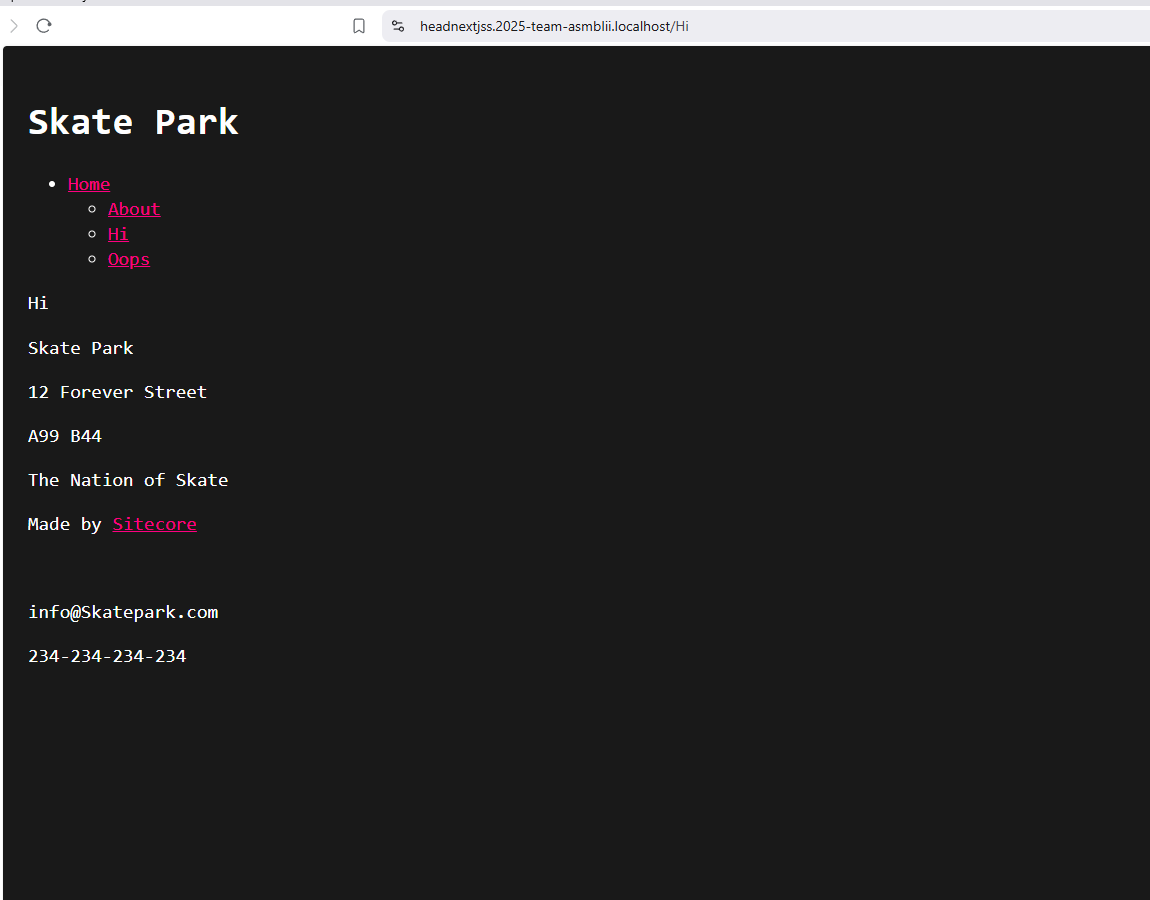 headnextjss.2025-team-asmblii.localhost/Hi
Skate Park
Home
About
Hi
Oops
Hi
Skate Park
12 Forever Street
A99 B44
The Nation of Skate
Made by Sitecore
info@Skatepark.com
234-234-234-234